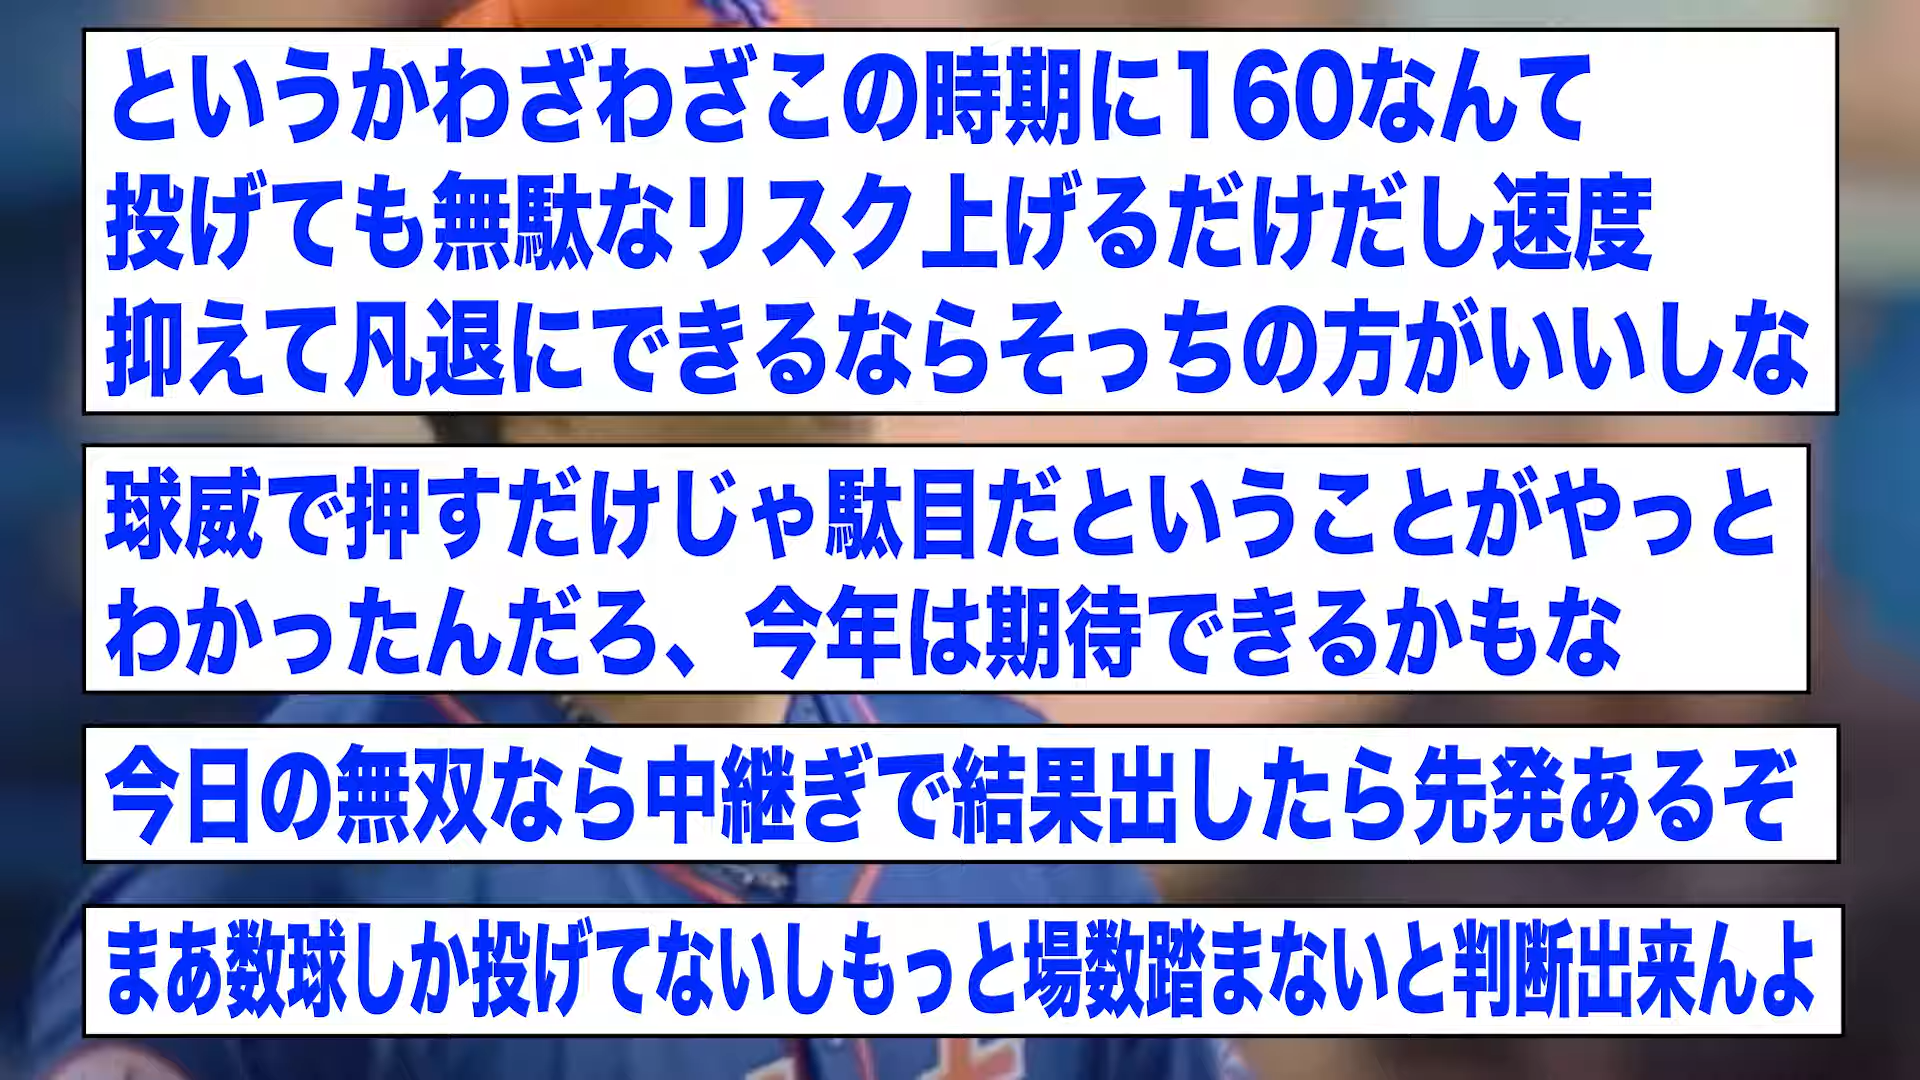 というかわざわざこの時期に160なんて
投げても無駄なリスク上げるだけだし速度
抑えて凡退にできるならそっちの方がいいしな
球威で押すだけじゃ駄目だということがやっと
わかったんだろ、今年は期待できるかもな
今日の無双なら中継ぎで結果出したら先発あるぞ
まあ数球しか投げてないしもっと場数踏まないと判断出来んよ